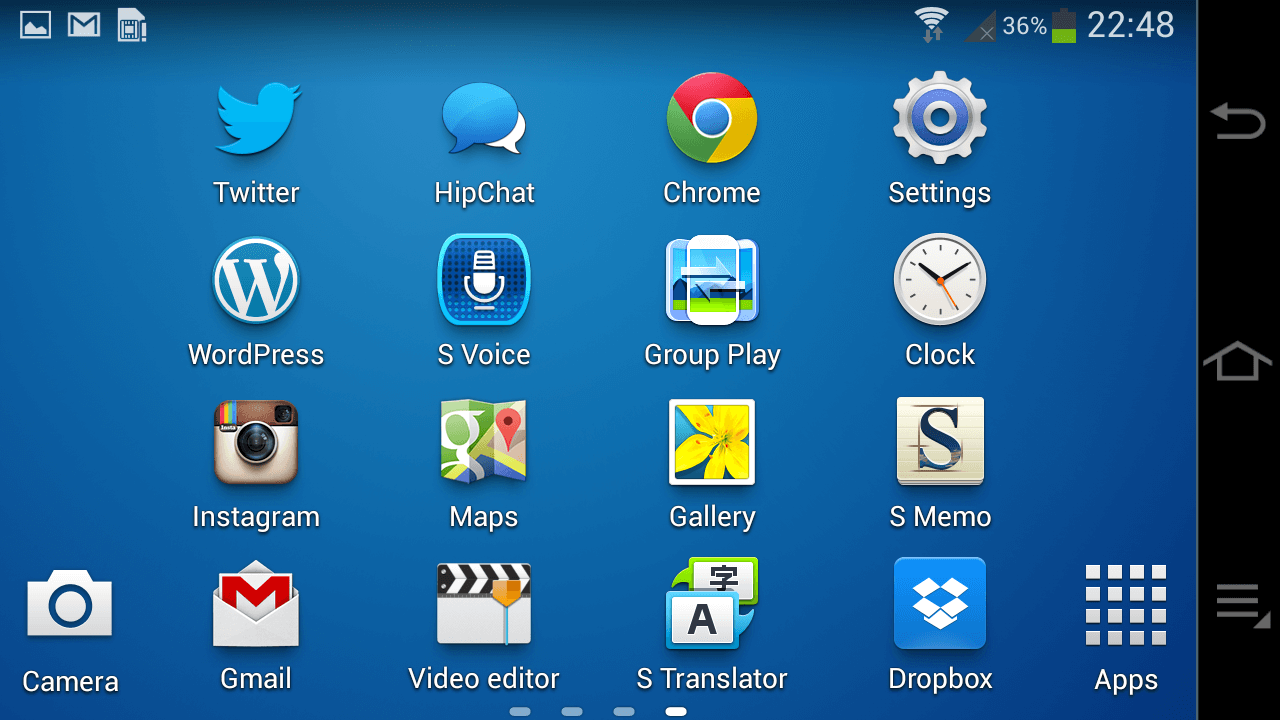 36% 22:48
Twitter HipChat Chrome Settings
WordPress S Voice Group Play Clock
Insta
Instagram Maps Gallery S Memo
字
A
Camera Gmail Video editor S Translator Dropbox Apps